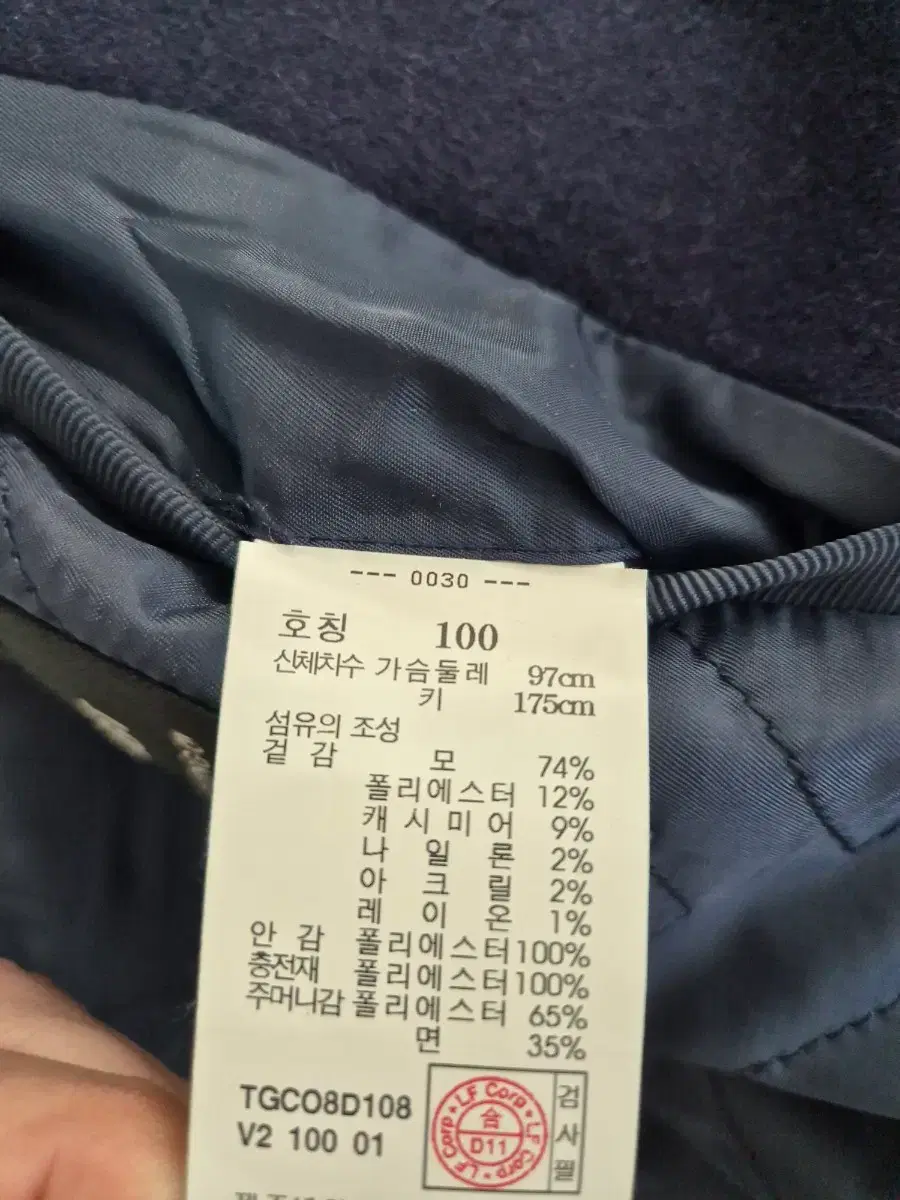 --- 0030 ---
호칭 100
신체치수 가슴둘레 97cm
키 175cm
섬유의 조성
겉감 모 74%
폴리에스터 12%
캐시미어 9%
나일론 2%
아크릴 2%
레이온 1%
안감 폴리에스터 100%
충전재 폴리에스터 100%
주머니감 폴리에스터 65%
면 35%
TGCO8D108
V2 100 01
LF Corp LF Corp LF Corp
合
D11
검사필